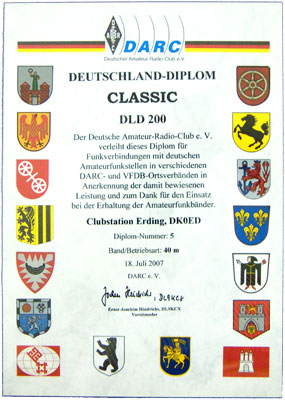 DARC
Deutscher Amateur-Radio-Club e.V.
DEUTSCHLAND-DIPLOM
CLASSIC
DLD 200
Der Deutsche Amateur-Radio-Club e. V.
verleiht dieses Diplom für
Funkverbindungen mit deutschen
Amateurfunkstellen in verschiedenen
DARC- und VFDB-Ortsverbänden in
Anerkennung der damit bewiesenen
Leistung und zum Dank für den Einsatz
bei der Erhaltung der Amateurfunkbänder.
Clubstation Erding, DK0ED
Diplom-Nummer: 5
Band/Betriebsart: 40 m
18. Juli 2007
DARC e. V.
Ernst-Joachim Hindrichs, DL9KCX
Vorsitzender